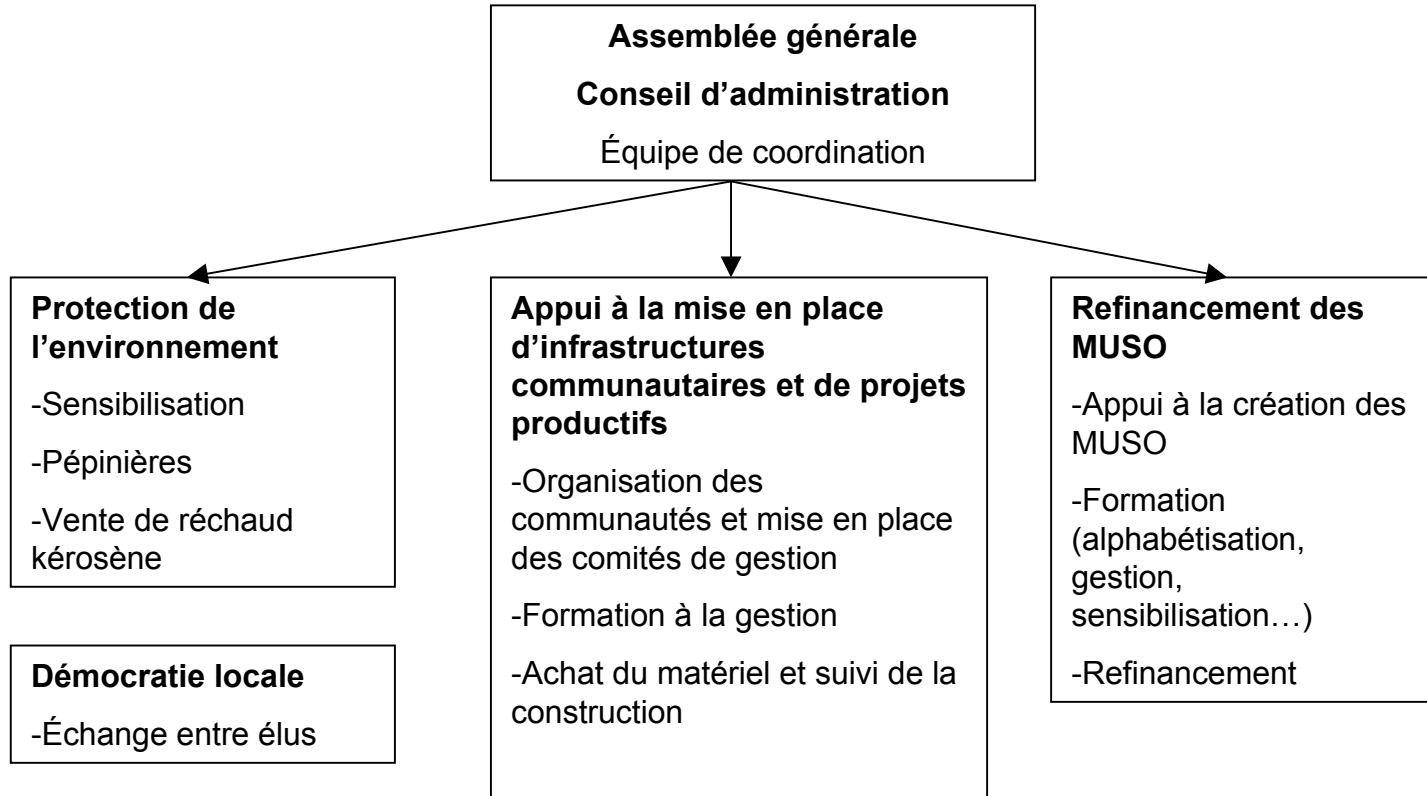 Assemblée générale
Conseil d’administration
Équipe de coordination
Protection de
l’environnement
-Sensibilisation
-Pépinières
-Vente de réchaud
kérosène
Démocratie locale
-Échange entre élus
Appui à la mise en place
d’infrastructures
communautaires et de projets
productifs
-Organisation des
communautés et mise en place
des comités de gestion
-Formation à la gestion
-Achat du matériel et suivi de la
construction
Refinancement des
MUSO
-Appui à la création des
MUSO
-Formation
(alphabétisation,
gestion,
sensibilisation…)
-Refinancement